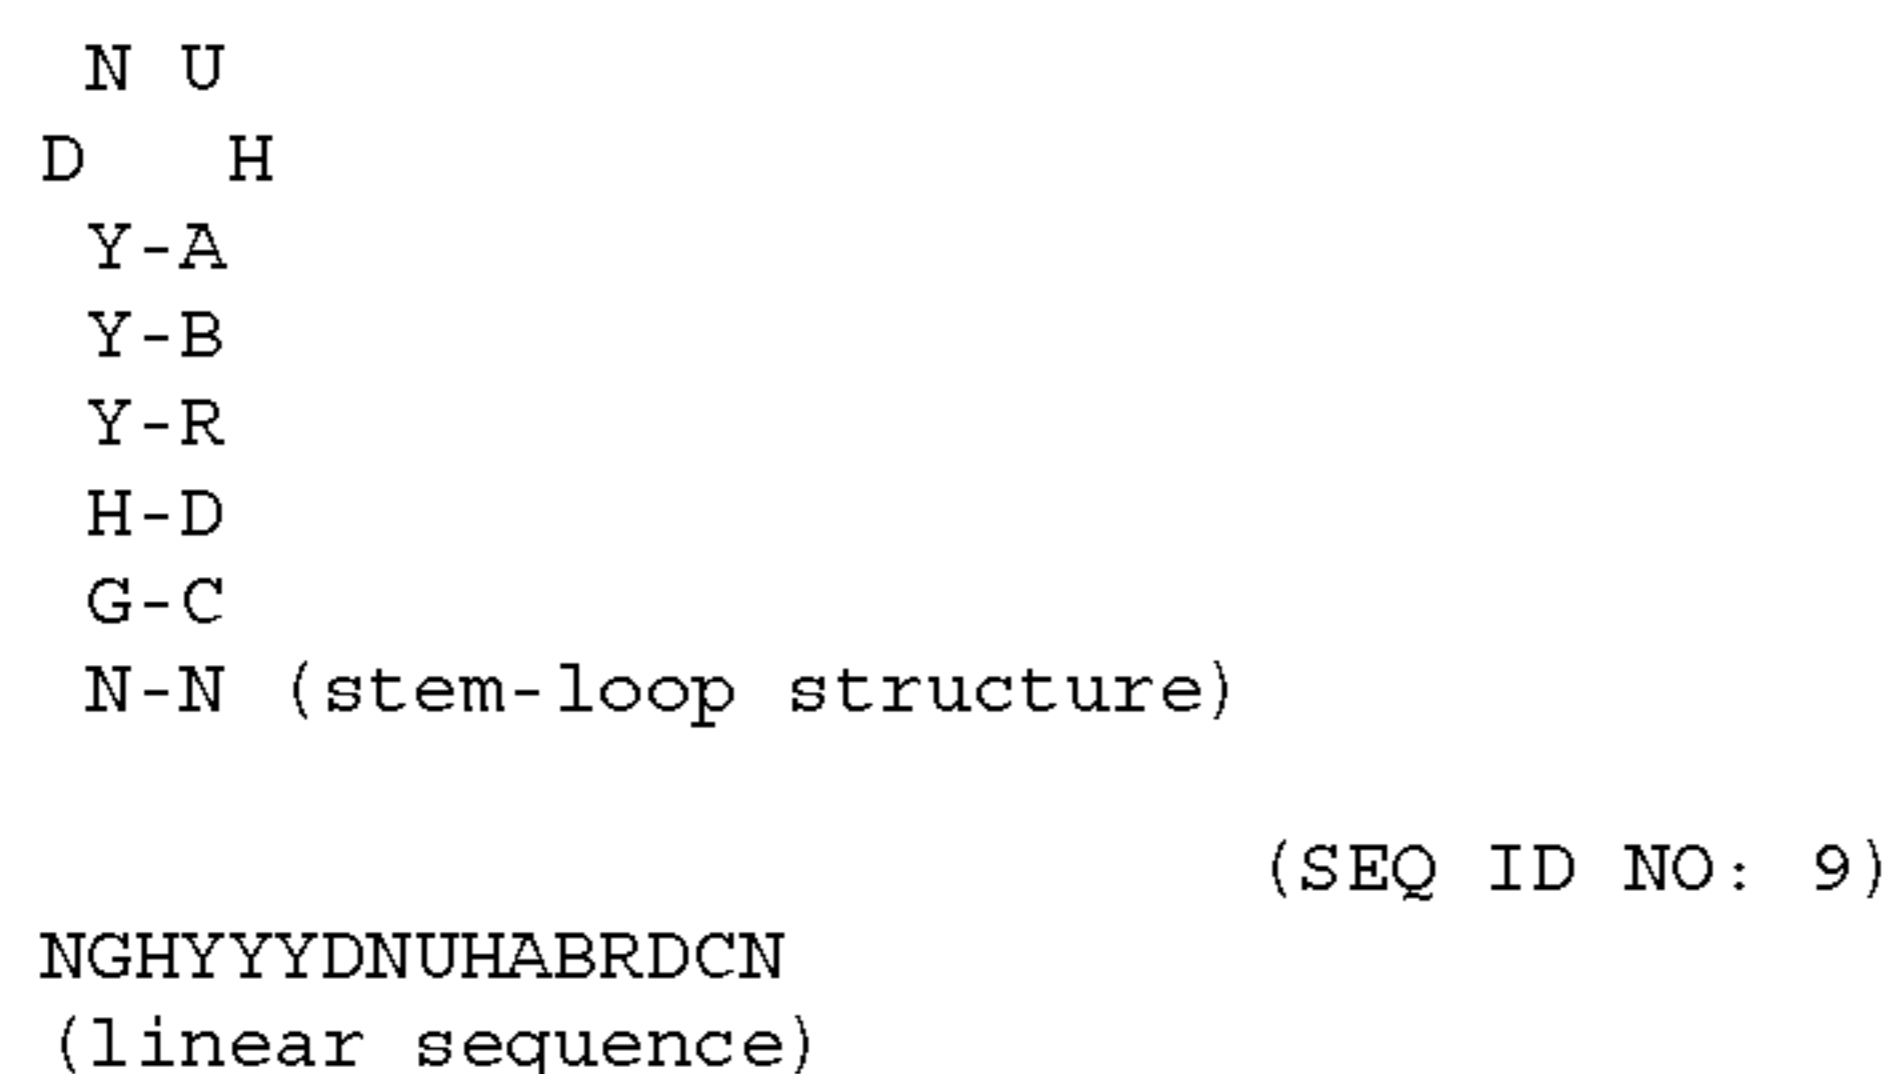 N U
D H
Y-A
Y-B
Y-R
H-D
G-C
N-N (stem-loop structure)
(SEQ ID NO: 9)
NGHYYYDNUHABRDCN
(linear sequence)